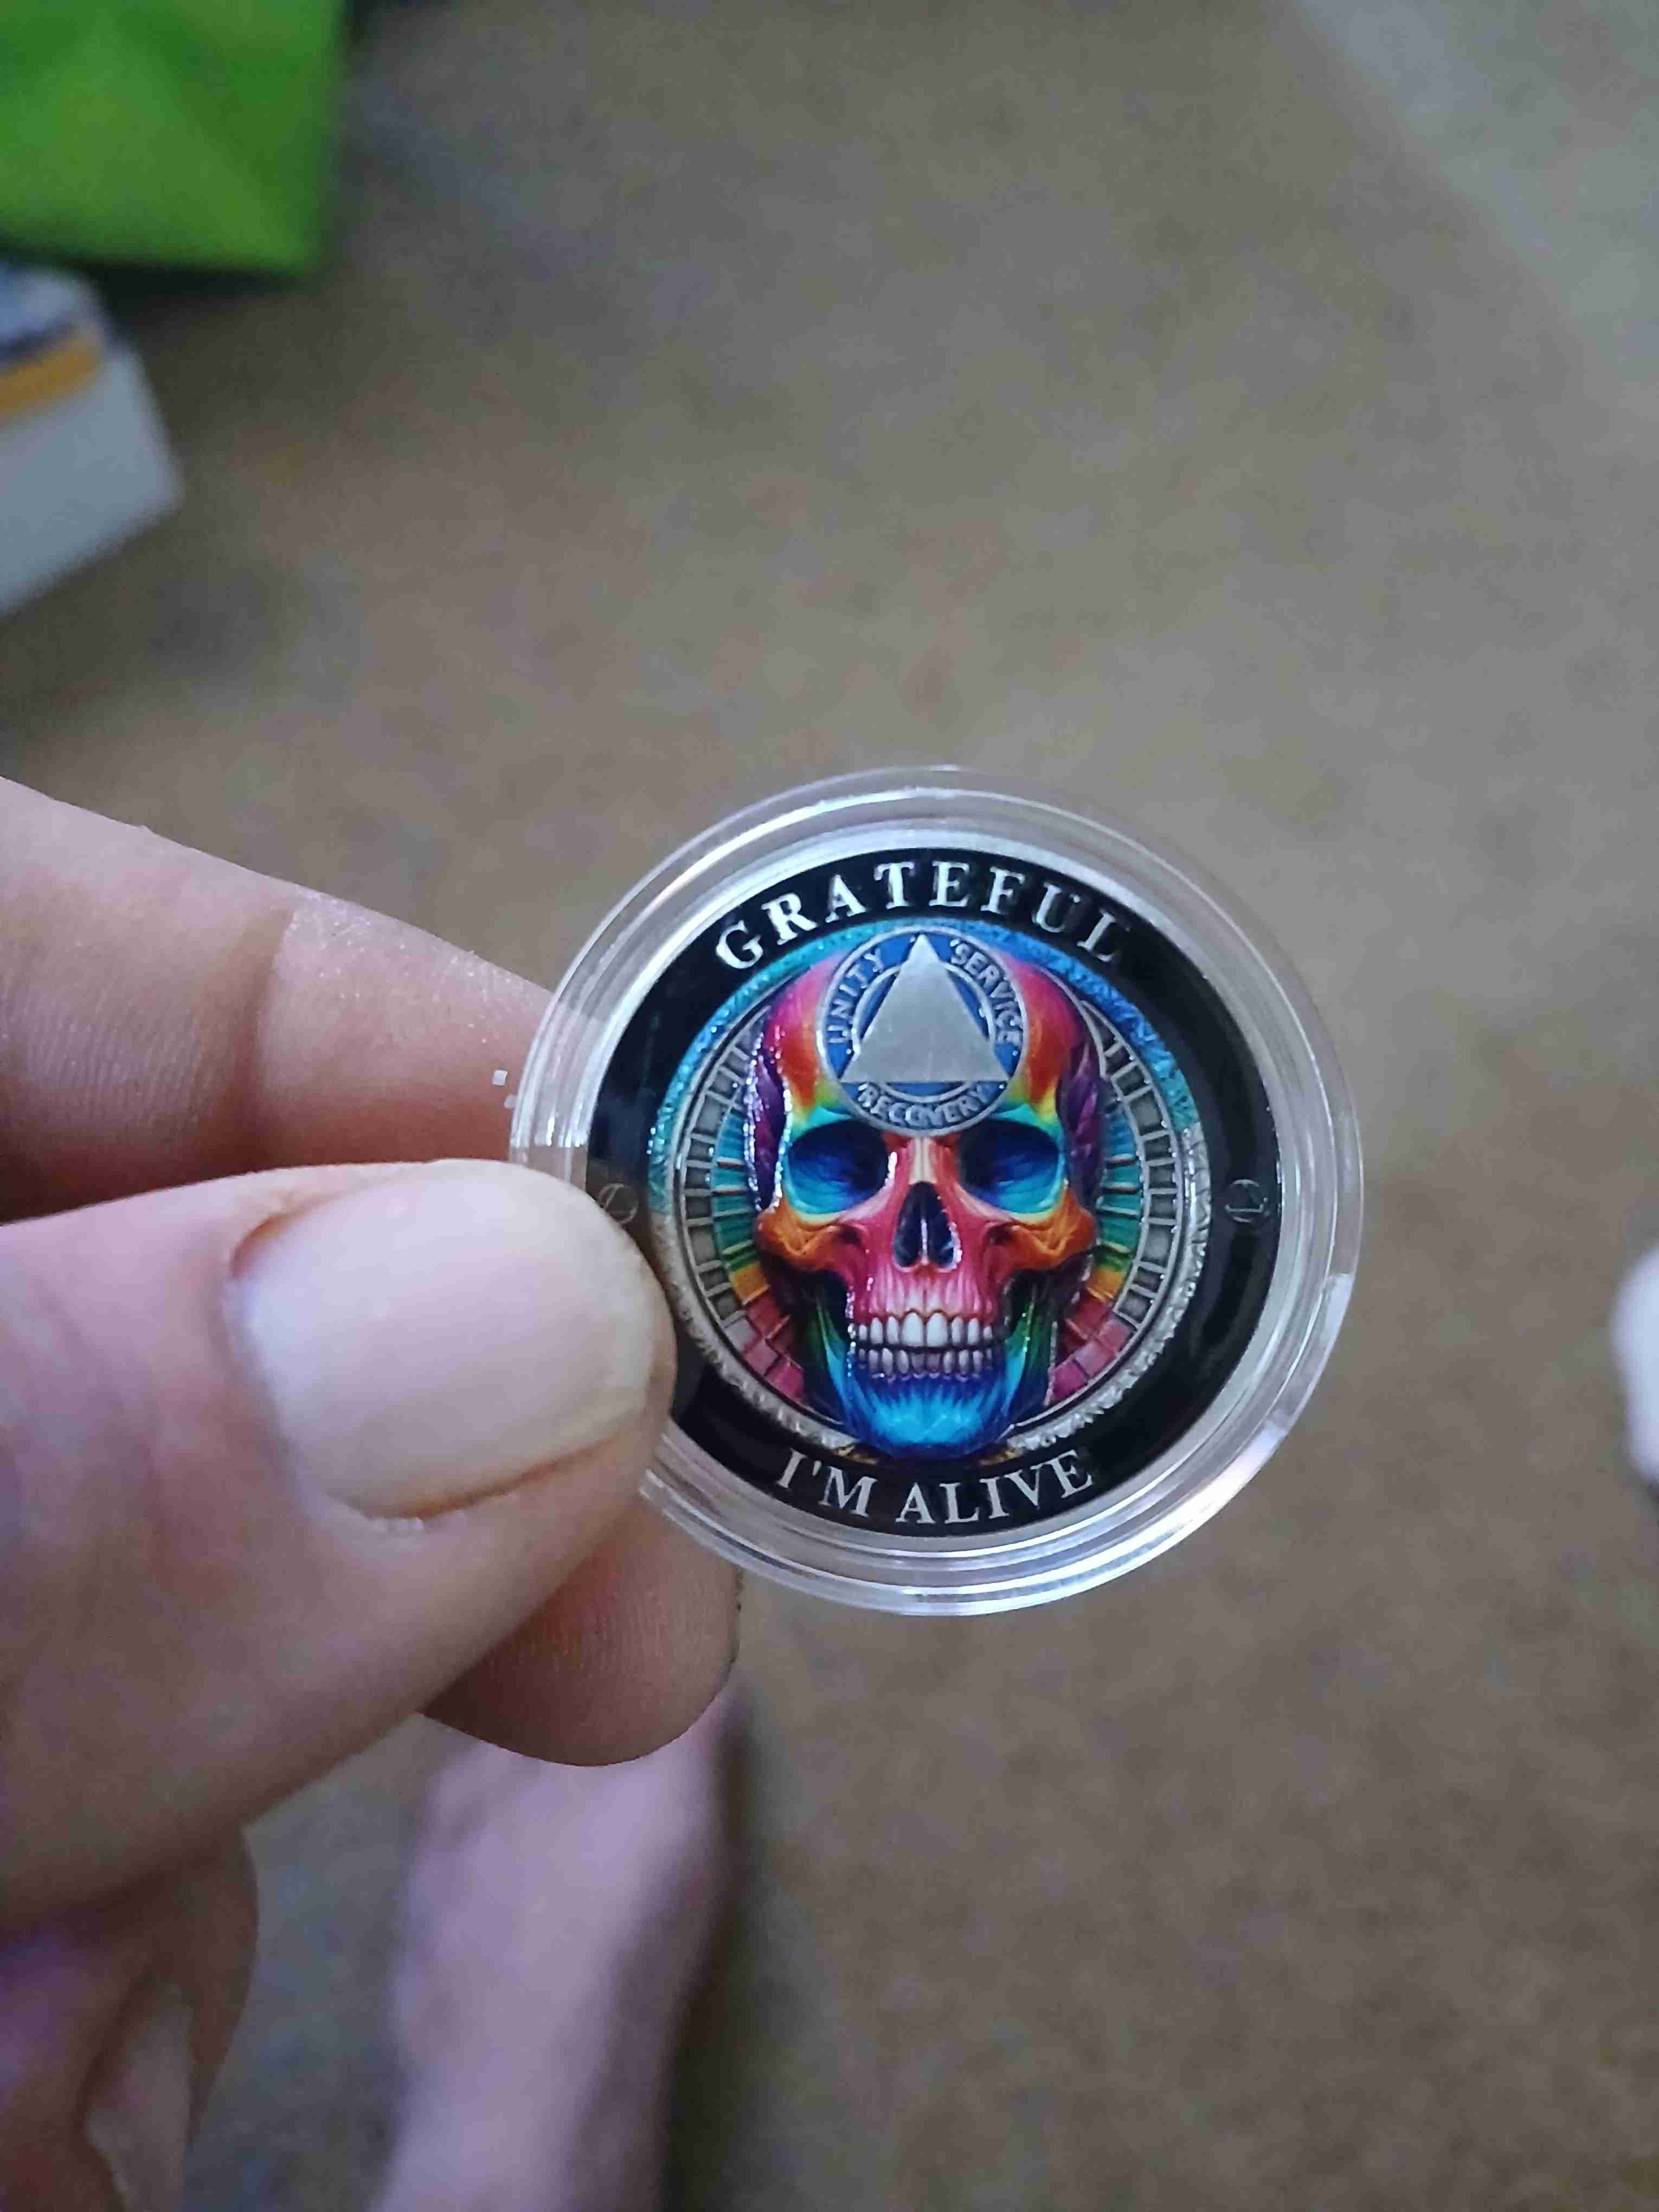 GRATEFUL
UNITY
SERVICE
RECOVERY
I'M ALIVE